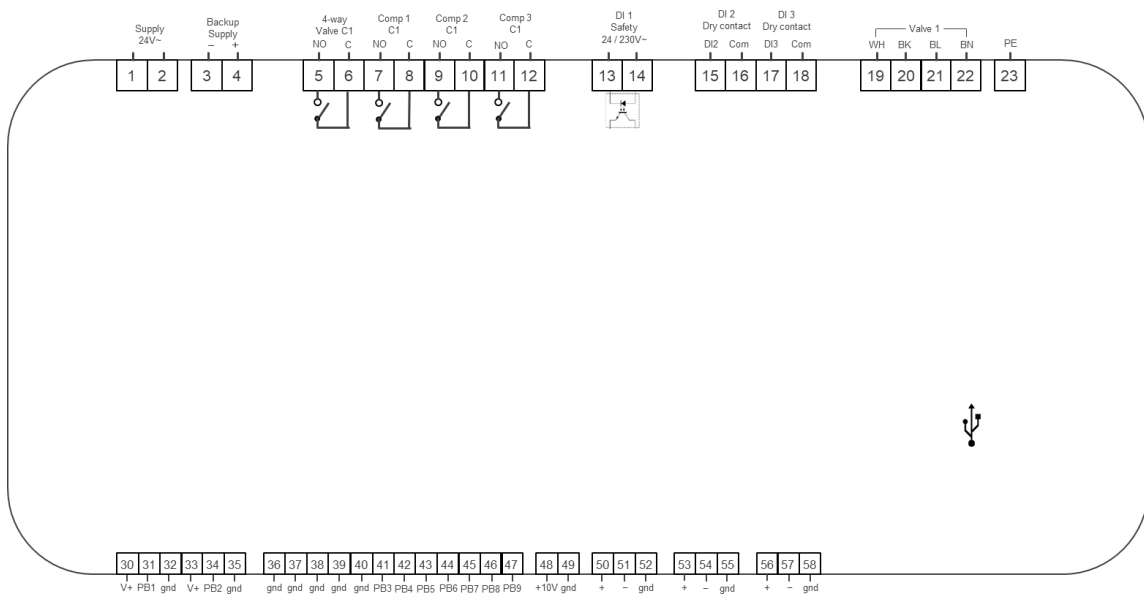 Supply
24V~
Backup
Supply
– +
4-way
Valve C1
NO C
Comp 1
C1
NO C
Comp 2
C1
NO C
Comp 3
C1
NO C
DI 1
Safety
24 / 230V~
DI 2
Dry contact
DI2 Com
DI 3
Dry contact
DI3 Com
Valve 1
WH BK BL BN
PE
1 2 3 4 5 6 7 8 9 10 11 12 13 14 15 16 17 18 19 20 21 22 23
30 31 32 33 34 35 36 37 38 39 40 41 42 43 44 45 46 47 48 49 50 51 52 53 54 55 56 57 58
V+ PB1 gnd V+ PB2 gnd gnd gnd gnd gnd gnd PB3 PB4 PB5 PB6 PB7 PB8 PB9 +10V gnd + – gnd + – gnd + – gnd